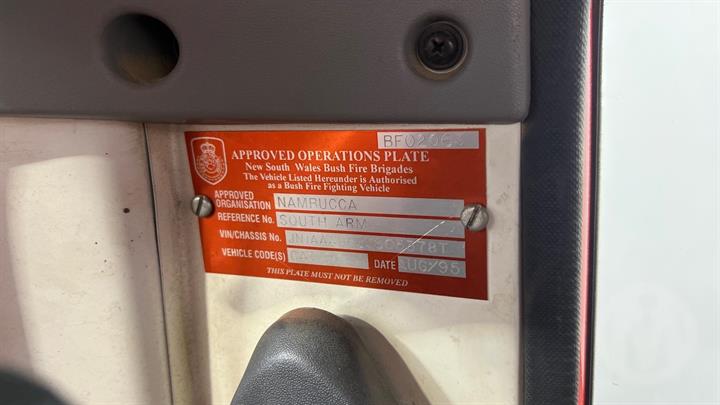 APPROVED OPERATIONS PLATE
New South Wales Bush Fire Brigades
The Vehicle Listed Hereunder is Authorised
as a Bush Fire Fighting Vehicle
APPROVED ORGANISATION NAMRUCCA
REFERENCE No. SOUTH ARM
VIN/CHASSIS No.
VEHICLE CODE(S) DATE AUG/95
THIS PLATE MUST NOT BE REMOVED